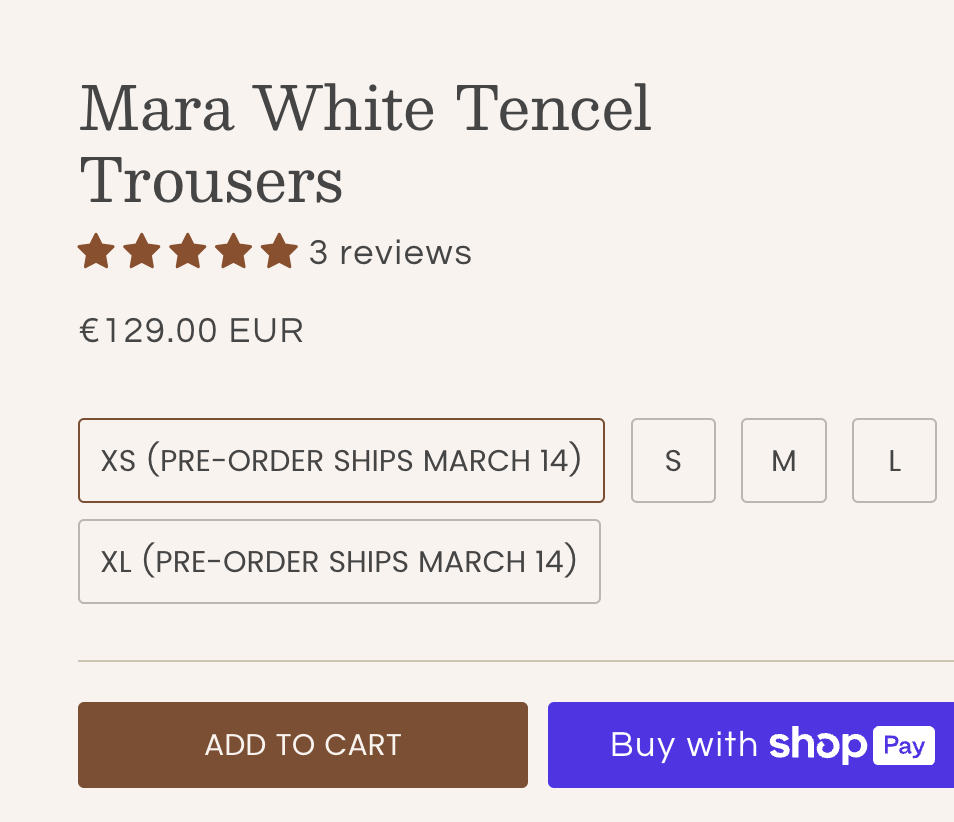 Mara White Tencel
Trousers
3 reviews
€129.00 EUR
XS (PRE-ORDER SHIPS MARCH 14) S M L
XL (PRE-ORDER SHIPS MARCH 14)
ADD TO CART Buy with shop Pay